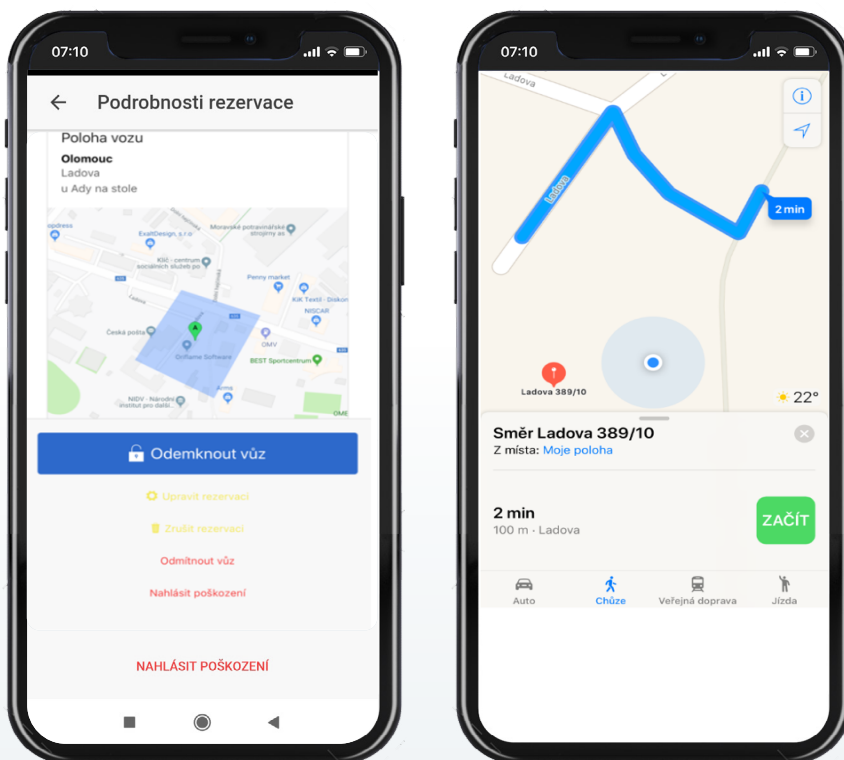 07:10
Podrobnosti rezervace
Poloha vozu
Olomouc
Ladova
u Ady na stole
Moravské potravinářské
strojírny as
ExaltDesign, s.r.o
Klíč - centrum
sociálních služeb po
Penny market
KiK Textil - Diskon
NISCAR
Ladova
Česká pošta
A
OMV
Oriflame Software
BEST Sportcentrum
NIDV - Národní
institut pro další...
Arms
Odemknout vůz
Upravit rezervaci
Zrušit rezervaci
Odmítnout vůz
Nahlásit poškození
NAHLÁSIT POŠKOZENÍ
07:10
Ladova
Ladova
2 min
Ladova 389/10
22°
Směr Ladova 389/10
Z místa: Moje poloha
2 min
100 m · Ladova
ZAČÍT
Auto
Chůze
Veřejná doprava
Jízda